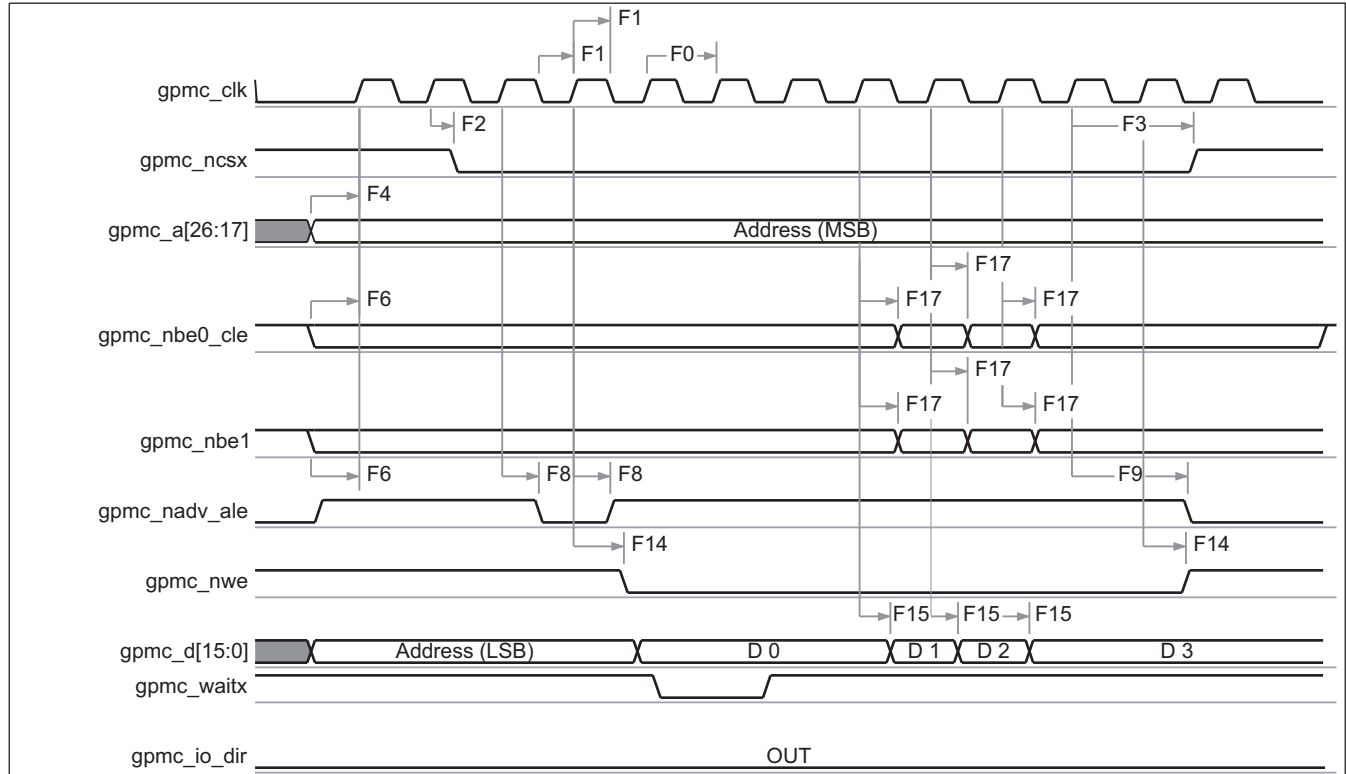 F1
F1 F0
gpmc_clk
F2 F3
gpmc_ncsx
F4
gpmc_a[26:17] Address (MSB)
F17
F6 F17 F17
gpmc_nbe0_cle
F17
F17 F17
gpmc_nbe1
F6 F8 F8 F9
gpmc_nadv_ale
F14 F14
gpmc_nwe
F15 F15 F15
gpmc_d[15:0] Address (LSB) D 0 D 1 D 2 D 3
gpmc_waitx
gpmc_io_dir OUT